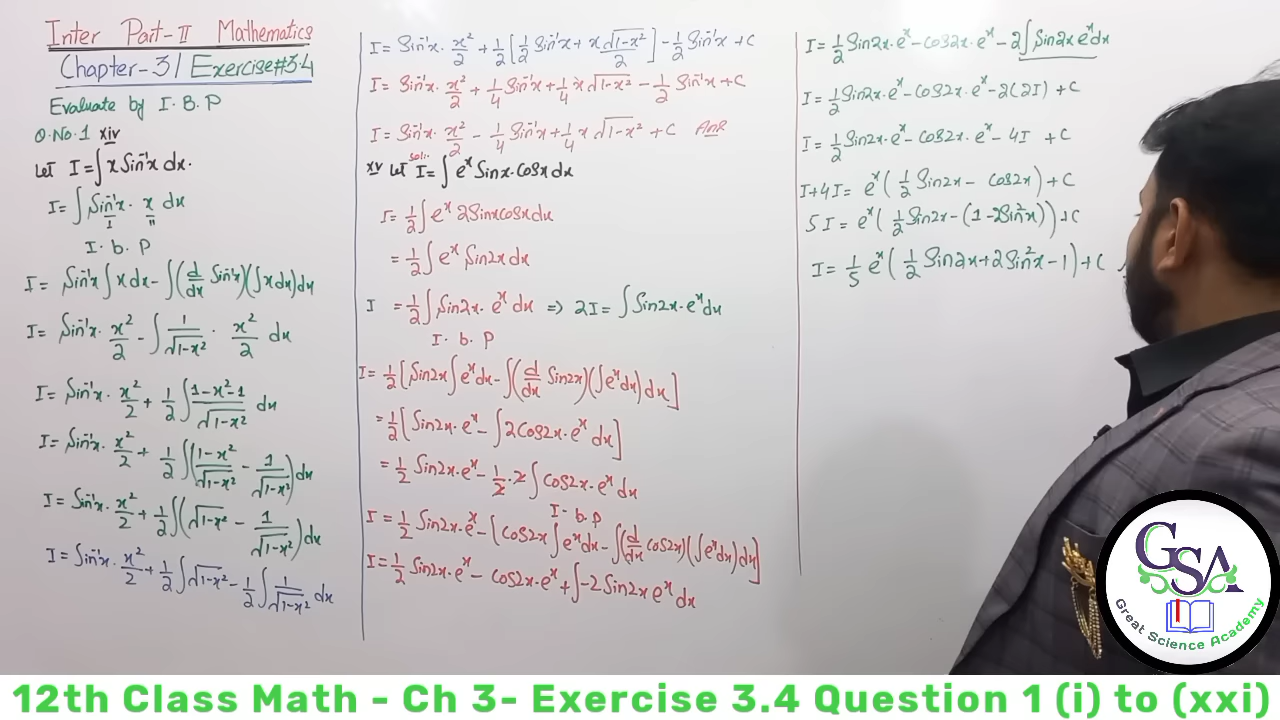 Inter Part-II Mathematics
Chapter-3 / Exercise#3.4
Evaluate by I.B.P
Q.No.1 xiv
Let I = ∫ x Sin⁻¹x dx.
I = ∫ Sin⁻¹x · x dx
I II
I. b. P
I = Sin⁻¹x ∫ x dx - ∫ (d/dx Sin⁻¹x)(∫ x dx) dx
I = Sin⁻¹x · x²/2 - ∫ 1/√(1-x²) · x²/2 dx
I = Sin⁻¹x · x²/2 + 1/2 ∫ (1-x²-1)/√(1-x²) dx
I = Sin⁻¹x · x²/2 + 1/2 ∫ ((1-x²)/√(1-x²) - 1/√(1-x²)) dx
I = Sin⁻¹x · x²/2 + 1/2 ∫ (√(1-x²) - 1/√(1-x²)) dx
I = Sin⁻¹x · x²/2 + 1/2 ∫ √(1-x²) - 1/2 ∫ 1/√(1-x²) dx
I = Sin⁻¹x · x²/2 + 1/2 [1/2 Sin⁻¹x + x√(1-x²)/2] - 1/2 Sin⁻¹x + C
I = Sin⁻¹x · x²/2 + 1/4 Sin⁻¹x + 1/4 x√(1-x²) - 1/2 Sin⁻¹x + C
I = Sin⁻¹x · x²/2 - 1/4 Sin⁻¹x + 1/4 x√(1-x²) + C Ans
soln:
xv Let I = ∫ eˣ Sinx · Cosx dx
I = 1/2 ∫ eˣ 2Sinxcosx dx
= 1/2 ∫ eˣ Sin2x dx
I = 1/2 ∫ Sin2x · eˣ dx => 2I = ∫ Sin2x · eˣ dx
I. b. P
I = 1/2 [Sin2x ∫ eˣ dx - ∫ (d/dx Sin2x)(∫ eˣ dx) dx]
= 1/2 [Sin2x · eˣ - ∫ 2Cos2x · eˣ dx]
= 1/2 Sin2x · eˣ - 1/2 · 2 ∫ Cos2x · eˣ dx
I. b. P
I = 1/2 Sin2x · eˣ - [Cos2x ∫ eˣ dx - ∫ (d/dx cos2x)(∫ eˣ dx) dx]
I = 1/2 Sin2x · eˣ - Cos2x · eˣ + ∫ -2 Sin2x eˣ dx
I = 1/2 Sin2x · eˣ - Cos2x · eˣ - 2 ∫ Sin2x eˣ dx
I = 1/2 Sin2x · eˣ - Cos2x · eˣ - 2(2I) + C
I = 1/2 Sin2x · eˣ - Cos2x · eˣ - 4I + C
I + 4I = eˣ (1/2 Sin2x - Cos2x) + C
5I = eˣ (1/2 Sin2x - (1 - 2Sin²x)) + C
I = 1/5 eˣ (1/2 Sin2x + 2Sin²x - 1) + C
GSA
Great Science Academy
12th Class Math - Ch 3- Exercise 3.4 Question 1 (i) to (xxi)